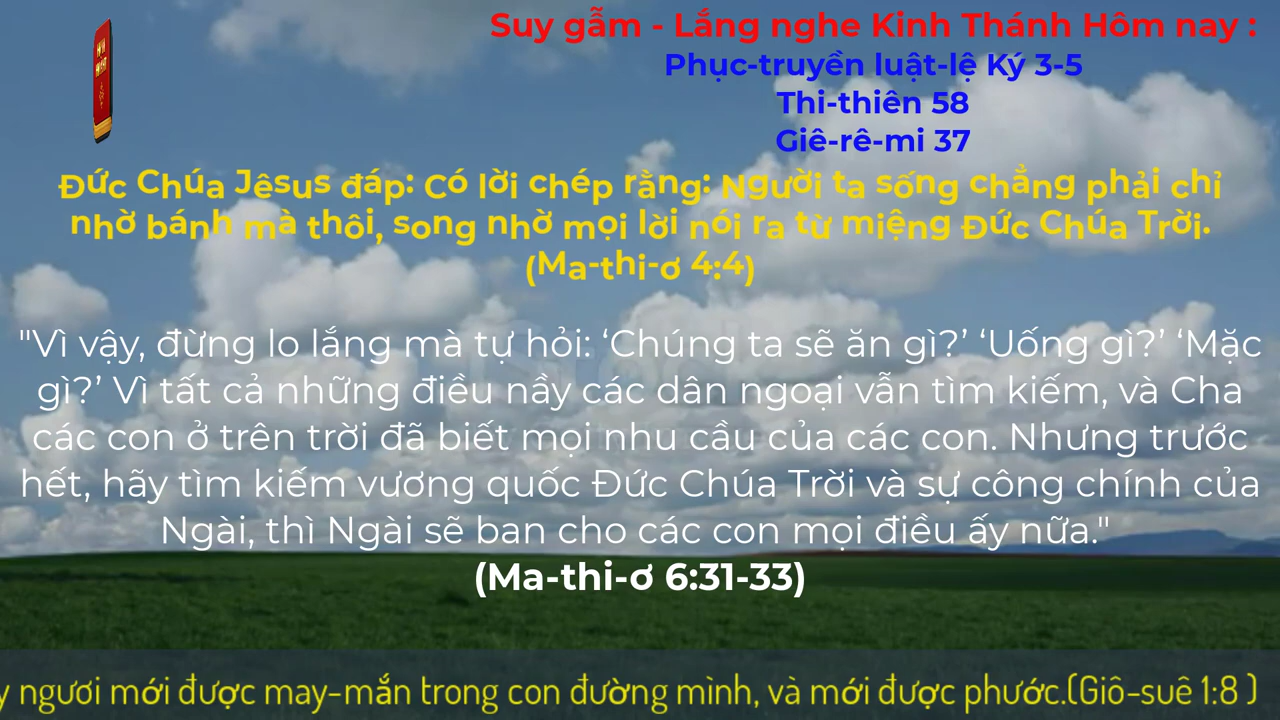 Suy gẫm - Lắng nghe Kinh Thánh Hôm nay :
Phục-truyền luật-lệ Ký 3-5
Thi-thiên 58
Giê-rê-mi 37
Đức Chúa Jêsus đáp: Có lời chép rằng: Người ta sống chẳng phải chỉ
nhờ bánh mà thôi, song nhờ mọi lời nói ra từ miệng Đức Chúa Trời.
(Ma-thi-ơ 4:4)
"Vì vậy, đừng lo lắng mà tự hỏi: ‘Chúng ta sẽ ăn gì?’ ‘Uống gì?’ ‘Mặc
gì?’ Vì tất cả những điều nầy các dân ngoại vẫn tìm kiếm, và Cha
các con ở trên trời đã biết mọi nhu cầu của các con. Nhưng trước
hết, hãy tìm kiếm vương quốc Đức Chúa Trời và sự công chính của
Ngài, thì Ngài sẽ ban cho các con mọi điều ấy nữa."
(Ma-thi-ơ 6:31-33)
y ngươi mới được may-mắn trong con đường mình, và mới được phước.(Giô-suê 1:8 )